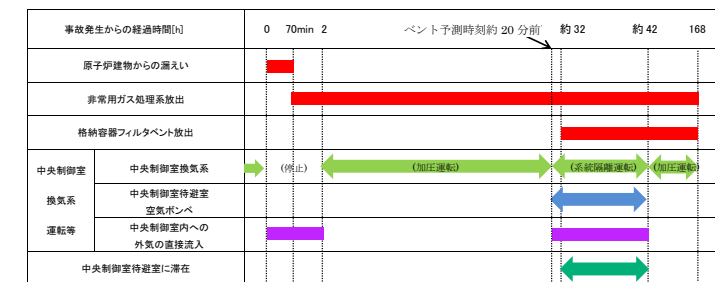 事故発生からの経過時間[h] 0 70min 2 ベント予測時刻約 20 分前 約 32 約 42 168
原子炉建物からの漏えい
非常用ガス処理系放出
格納容器フィルタベント放出
中央制御室
換気系
運転等
中央制御室換気系 (停止) (加圧運転) (系統隔離運転) (加圧運転)
中央制御室待避室
空気ボンベ
中央制御室内への
外気の直接流入
中央制御室待避室に滞在